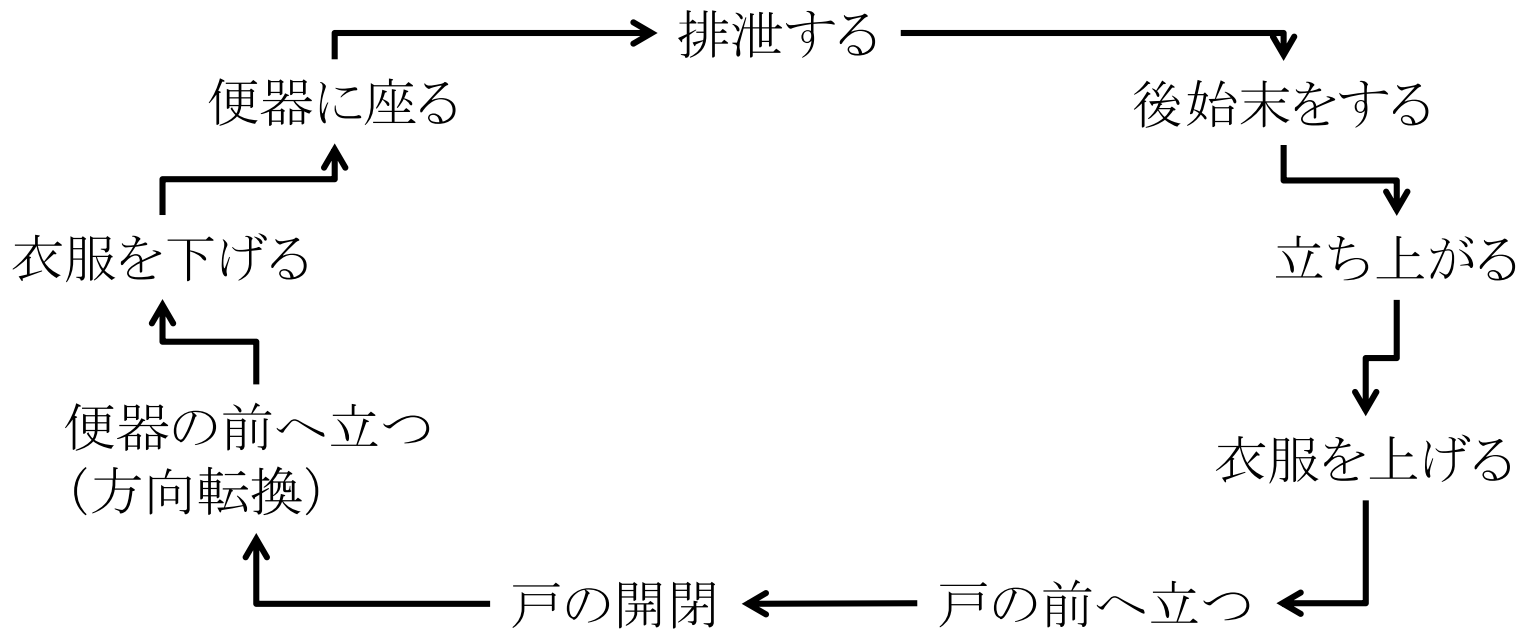 排泄する
便器に座る
後始末をする
衣服を下げる
立ち上がる
便器の前へ立つ
（方向転換）
衣服を上げる
戸の開閉
戸の前へ立つ